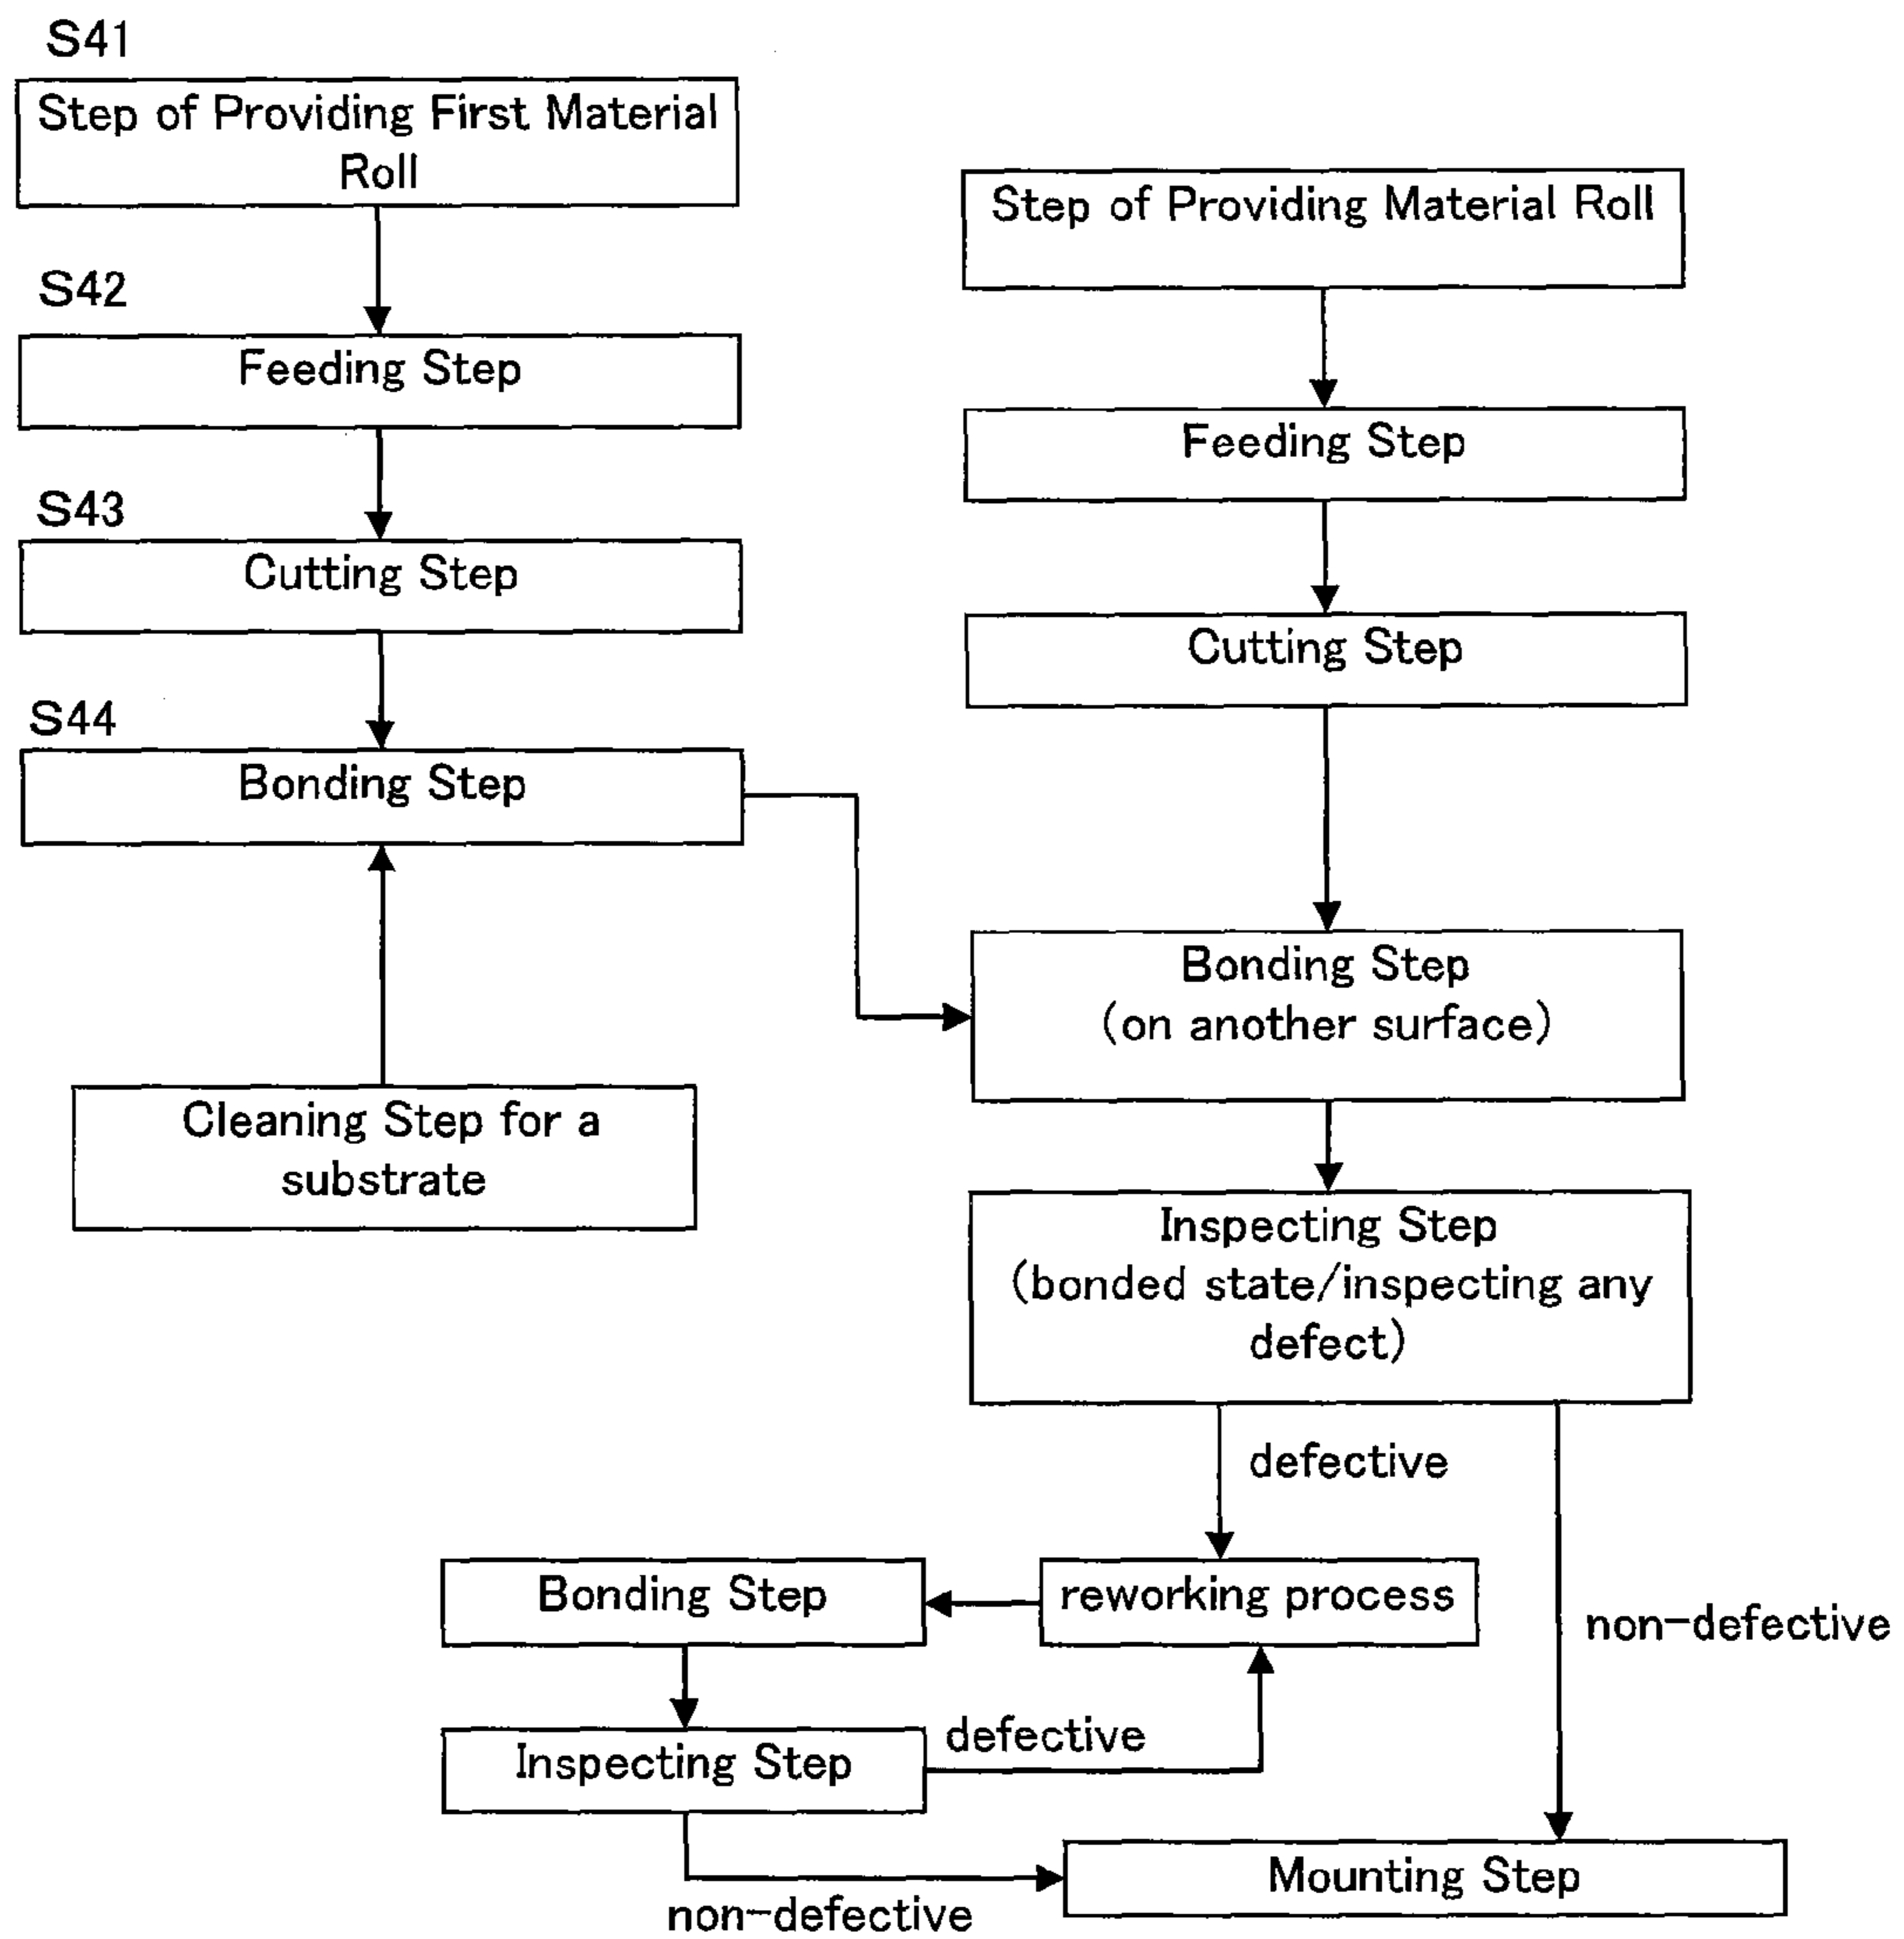 S41
Step of Providing First Material
Roll
S42
Feeding Step
S43
Cutting Step
S44
Bonding Step
Cleaning Step for a
substrate
Step of Providing Material Roll
Feeding Step
Cutting Step
Bonding Step
(on another surface)
Inspecting Step
(bonded state/inspecting any
defect)
defective
non-defective
reworking process
Bonding Step
Inspecting Step
defective
non-defective
Mounting Step